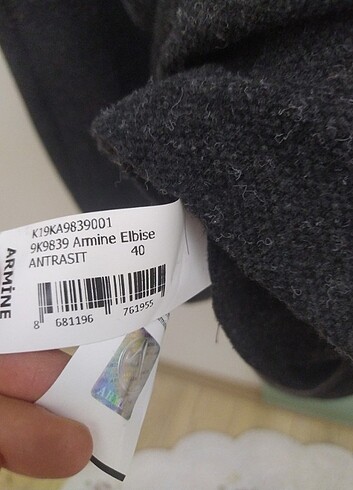 K19KA9839001
9K9839 Armine Elbise
ANTRASIT 40
ARMİNE
8 681196 761955